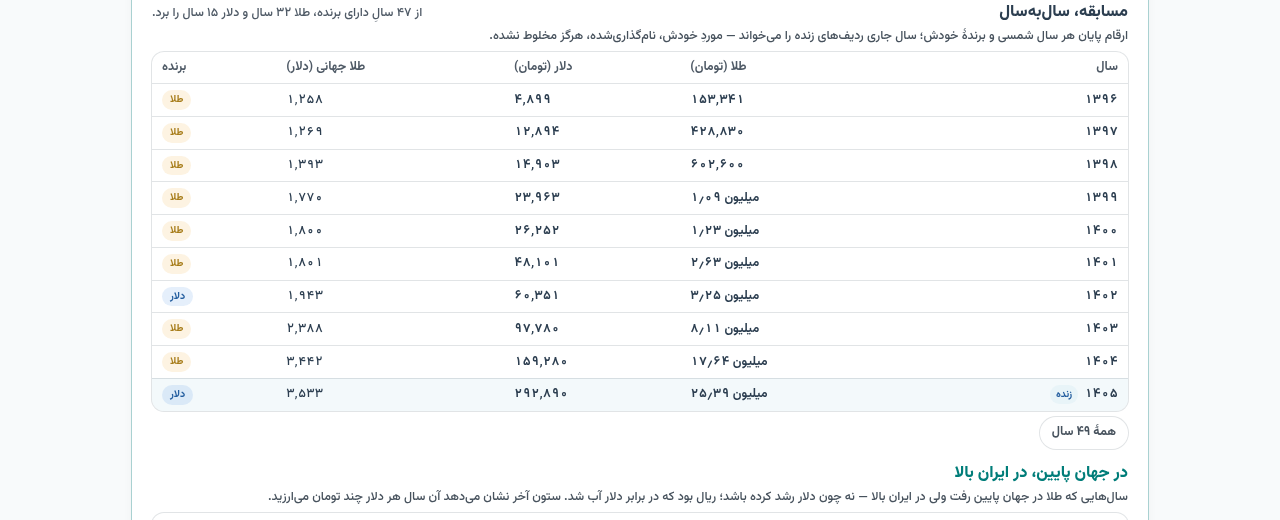 مسابقه، سال‌به‌سال
از ۴۷ سالِ دارای برنده، طلا ۳۲ سال و دلار ۱۵ سال را برد.
ارقام پایان هر سال شمسی و برندهٔ خودش؛ سال جاری ردیف‌های زنده را می‌خواند — موردِ خودش، نام‌گذاری‌شده، هرگز مخلوط نشده.
سال طلا (تومان) دلار (تومان) طلا جهانی (دلار) برنده
۱۳۹۶ ۱۵۳,۳۴۱ ۴,۸۹۹ ۱,۲۵۸ طلا
۱۳۹۷ ۴۲۸,۸۳۰ ۱۲,۸۹۴ ۱,۲۶۹ طلا
۱۳۹۸ ۶۰۲,۶۰۰ ۱۴,۹۰۳ ۱,۳۹۳ طلا
۱۳۹۹ ۱٫۰۹ میلیون ۲۳,۹۶۳ ۱,۷۷۰ طلا
۱۴۰۰ ۱٫۲۳ میلیون ۲۶,۲۵۲ ۱,۸۰۰ طلا
۱۴۰۱ ۲٫۶۳ میلیون ۴۸,۱۰۱ ۱,۸۰۱ طلا
۱۴۰۲ ۳٫۲۵ میلیون ۶۰,۳۵۱ ۱,۹۴۳ دلار
۱۴۰۳ ۸٫۱۱ میلیون ۹۷,۷۸۰ ۲,۳۸۸ طلا
۱۴۰۴ ۱۷٫۶۴ میلیون ۱۵۹,۲۸۰ ۳,۴۴۲ طلا
۱۴۰۵ زنده ۲۵٫۳۹ میلیون ۲۹۲,۸۹۰ ۳,۵۳۳ دلار
همهٔ ۴۹ سال
در جهان پایین، در ایران بالا
سال‌هایی که طلا در جهان پایین رفت ولی در ایران بالا — نه چون دلار رشد کرده باشد؛ ریال بود که در برابر دلار آب شد. ستون آخر نشان می‌دهد آن سال هر دلار چند تومان می‌ارزید.